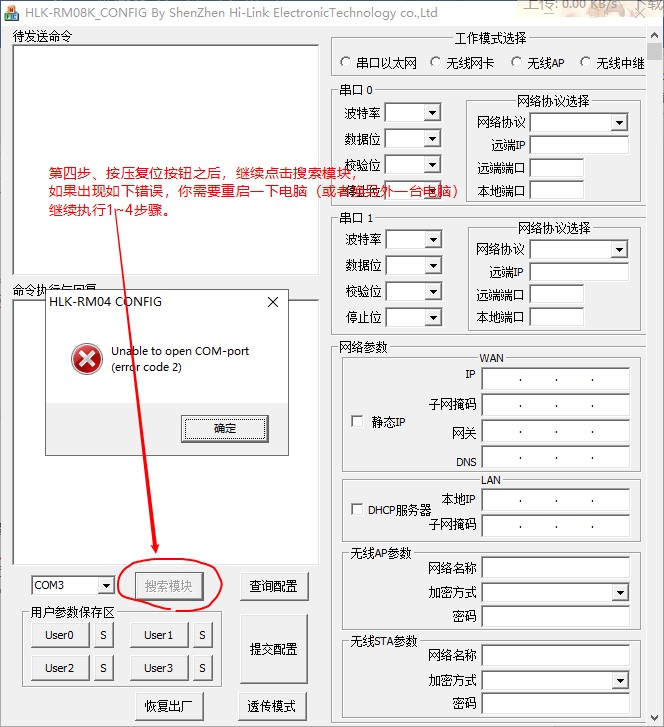 HLK-RM08K_CONFIG By ShenZhen Hi-Link ElectronicTechnology co.,Ltd
上传: 0.00 KB/s
下载
待发送命令
第四步、按压复位按钮之后，继续点击搜索模块，
如果出现如下错误，你需要重启一下电脑（或者
继续执行1~4步骤。
命令执行与回复
HLK-RM04 CONFIG
Unable to open COM-port
(error code 2)
确定
COM3
搜索模块
查询配置
用户参数保存区
User0
S
User1
S
User2
S
User3
S
提交配置
恢复出厂
透传模式
工作模式选择
串口以太网
无线网卡
无线AP
无线中继
串口 0
波特率
数据位
校验位
停止位
网络协议选择
网络协议
远端IP
远端端口
本地端口
串口 1
波特率
数据位
校验位
停止位
网络协议选择
网络协议
远端IP
远端端口
本地端口
网络参数
WAN
IP
子网掩码
网关
DNS
静态IP
LAN
本地IP
子网掩码
DHCP服务器
无线AP参数
网络名称
加密方式
密码
无线STA参数
网络名称
加密方式
密码